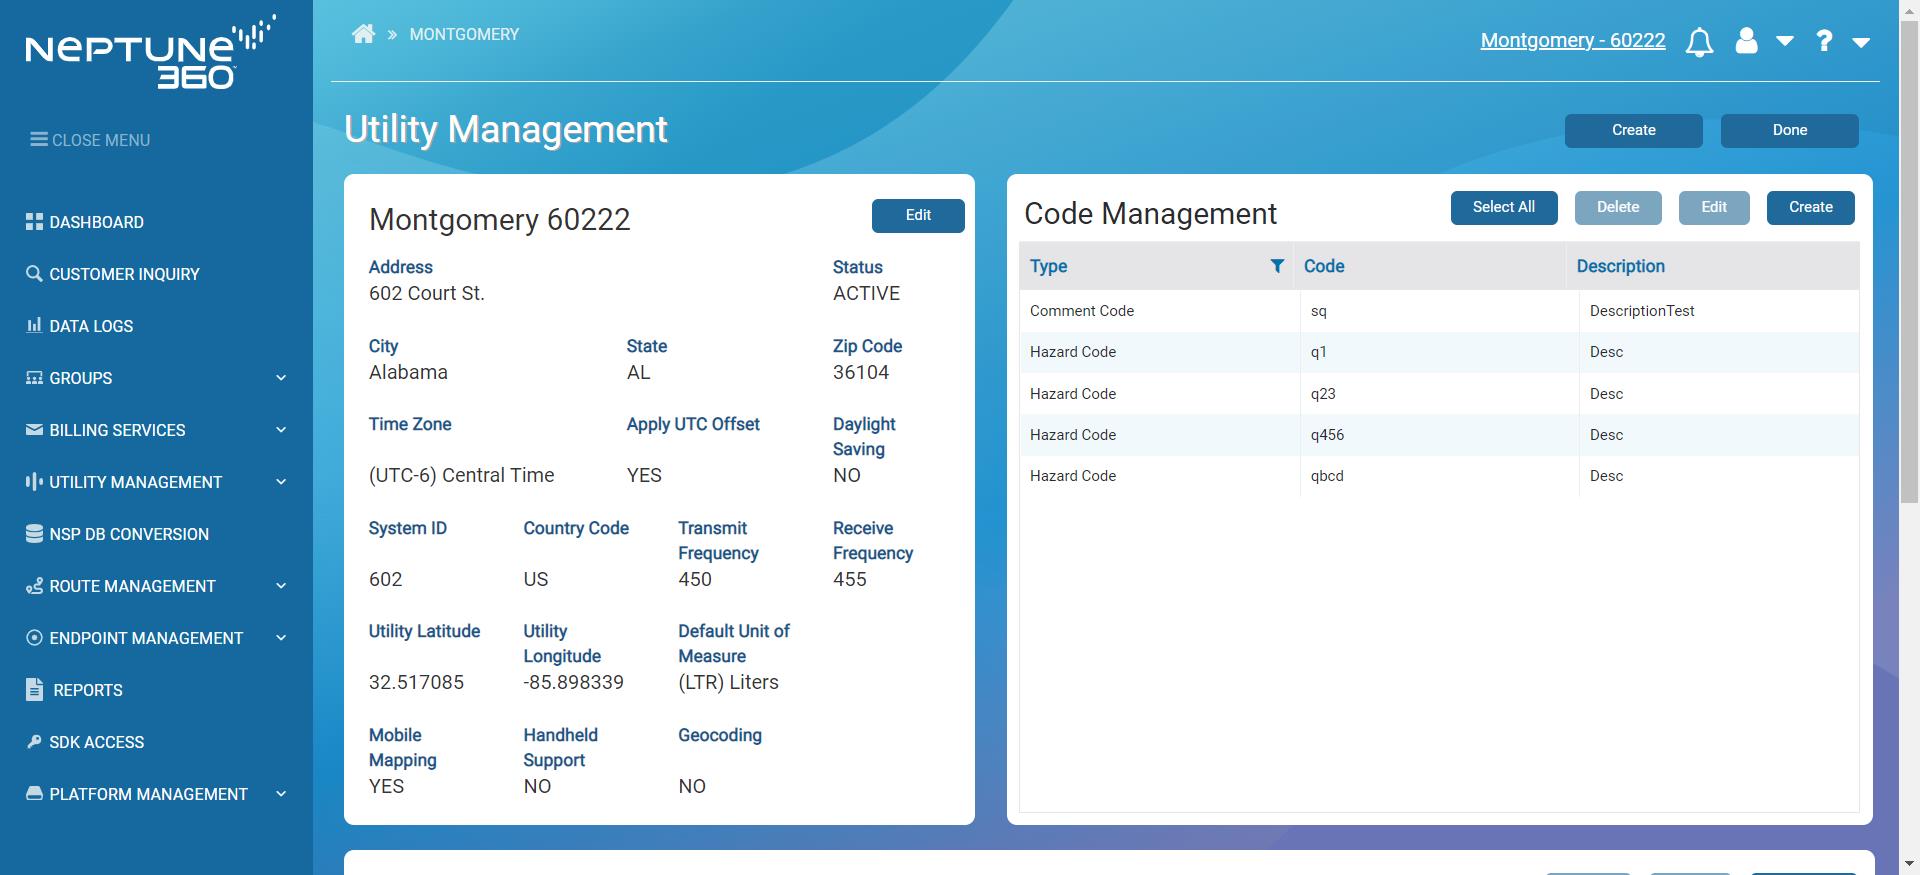 NEPTUNE
360
MONTGOMERY
Montgomery - 60222
CLOSE MENU
DASHBOARD
CUSTOMER INQUIRY
DATA LOGS
GROUPS
BILLING SERVICES
UTILITY MANAGEMENT
NSP DB CONVERSION
ROUTE MANAGEMENT
ENDPOINT MANAGEMENT
REPORTS
SDK ACCESS
PLATFORM MANAGEMENT
Utility Management
Create Done
Montgomery 60222
Edit
Address Status
602 Court St. ACTIVE
City State Zip Code
Alabama AL 36104
Time Zone Apply UTC Offset Daylight
Saving
(UTC-6) Central Time YES NO
System ID Country Code Transmit Receive
Frequency Frequency
602 US 450 455
Utility Latitude Utility Default Unit of
Longitude Measure
32.517085 -85.898339 (LTR) Liters
Mobile Handheld Geocoding
Mapping Support
YES NO NO
Code Management
Select All Delete Edit Create
Type Code Description
Comment Code sq DescriptionTest
Hazard Code q1 Desc
Hazard Code q23 Desc
Hazard Code q456 Desc
Hazard Code qbcd Desc